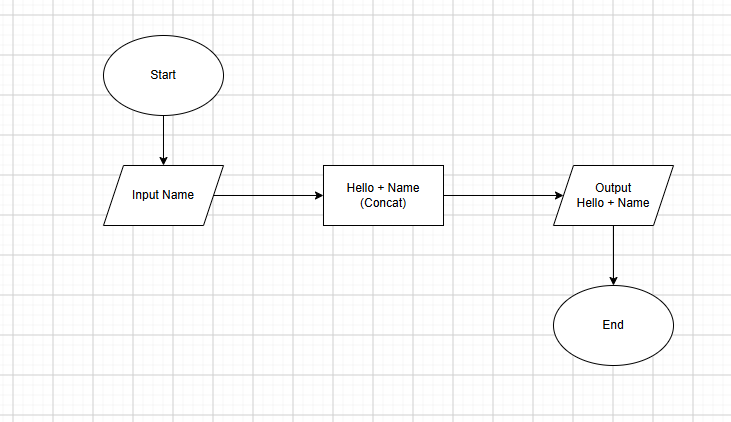 Start
Input Name
Hello + Name
(Concat)
Output
Hello + Name
End